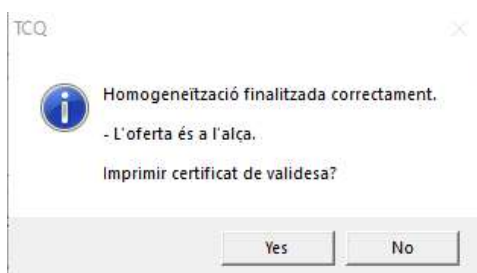 TCQ
Homogeneïtzació finalitzada correctament.
- L'oferta és a l'alça.
Imprimir certificat de validesa?
Yes
No